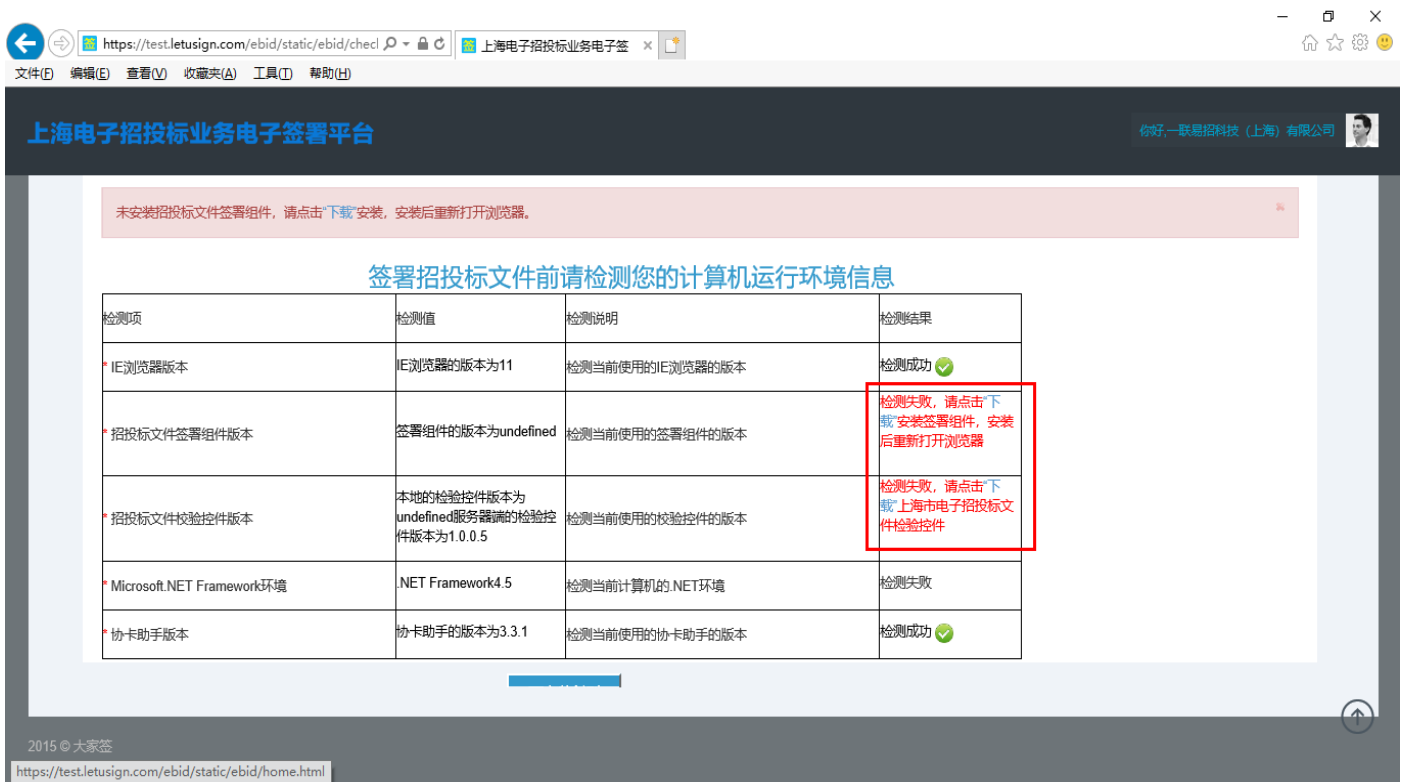 https://test.letusign.com/ebid/static/ebid/checl
上海电子招投标业务电子签
文件(F) 编辑(E) 查看(V) 收藏夹(A) 工具(T) 帮助(H)
上海电子招投标业务电子签署平台
你好,一联易招科技（上海）有限公司
未安装招投标文件签署组件，请点击"下载"安装，安装后重新打开浏览器。
签署招投标文件前请检测您的计算机运行环境信息
检测项 检测值 检测说明 检测结果
* IE浏览器版本 IE浏览器的版本为11 检测当前使用的IE浏览器的版本 检测成功
* 招投标文件签署组件版本 签署组件的版本为undefined 检测当前使用的签署组件的版本
检测失败，请点击"下
载"安装签署组件，安装
后重新打开浏览器
* 招投标文件校验控件版本
本地的检验控件版本为
undefined服务器端的检验控
件版本为1.0.0.5
检测当前使用的校验控件的版本
检测失败，请点击"下
载"上海市电子招投标文
件检验控件
* Microsoft.NET Framework环境 .NET Framework4.5 检测当前计算机的.NET环境 检测失败
* 协卡助手版本 协卡助手的版本为3.3.1 检测当前使用的协卡助手的版本 检测成功
2015 © 大家签
https://test.letusign.com/ebid/static/ebid/home.html